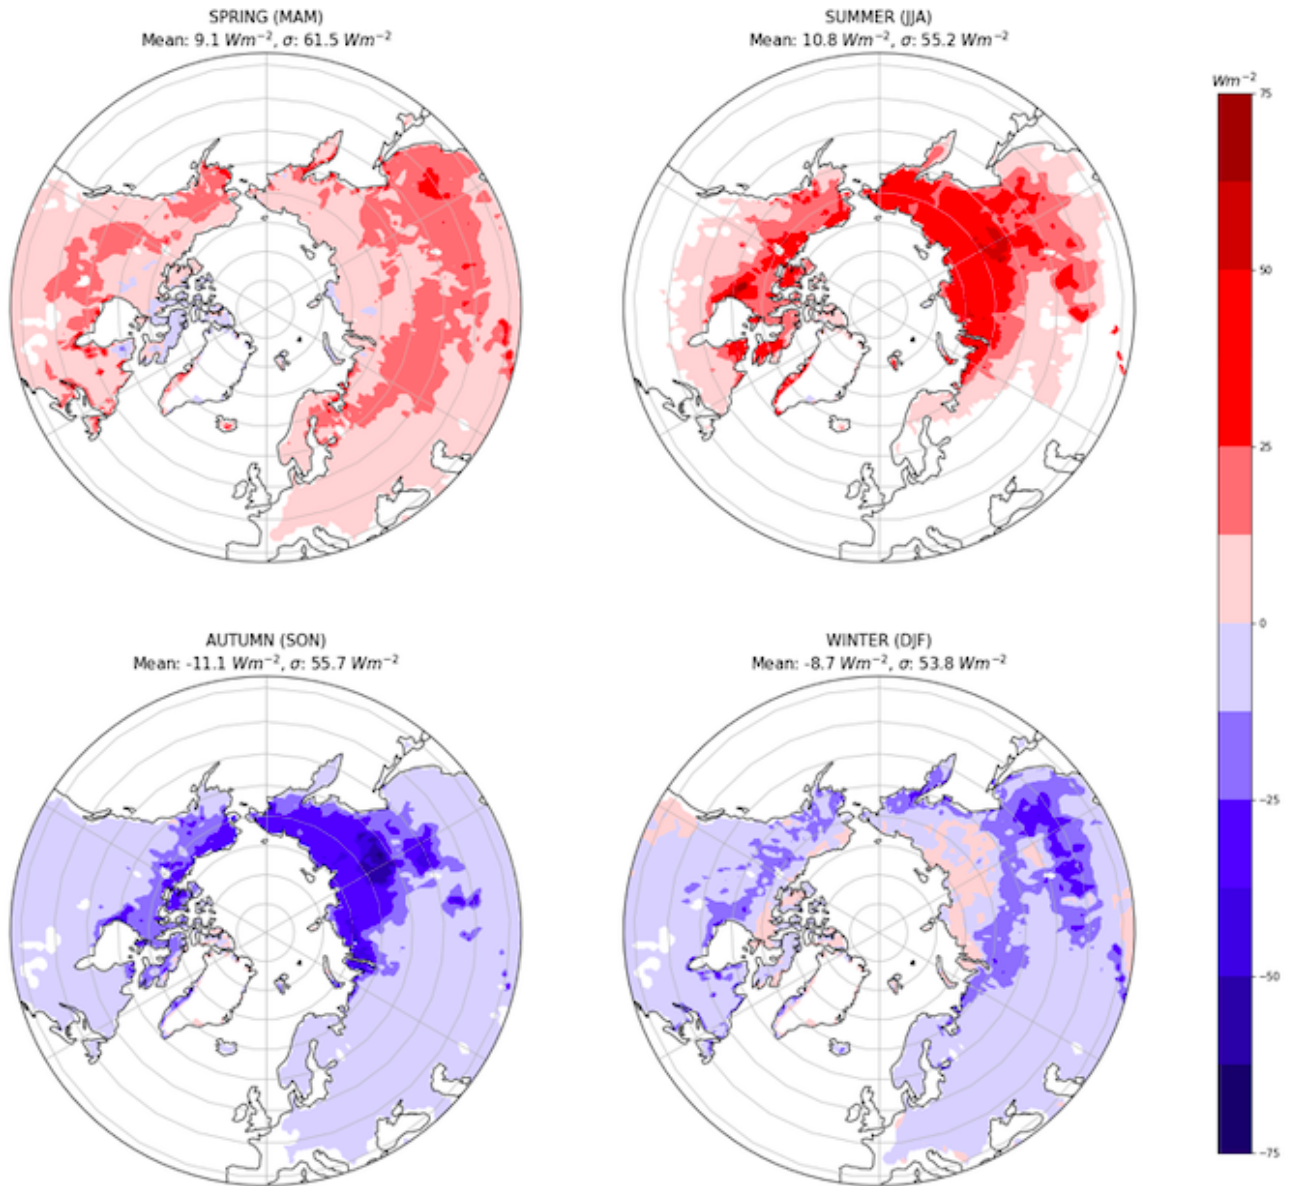 SPRING (MAM)
Mean: 9.1 Wm⁻², σ: 61.5 Wm⁻²
SUMMER (JJA)
Mean: 10.8 Wm⁻², σ: 55.2 Wm⁻²
Wm⁻²
75
50
25
0
−25
−50
−75
AUTUMN (SON)
Mean: -11.1 Wm⁻², σ: 55.7 Wm⁻²
WINTER (DJF)
Mean: -8.7 Wm⁻², σ: 53.8 Wm⁻²